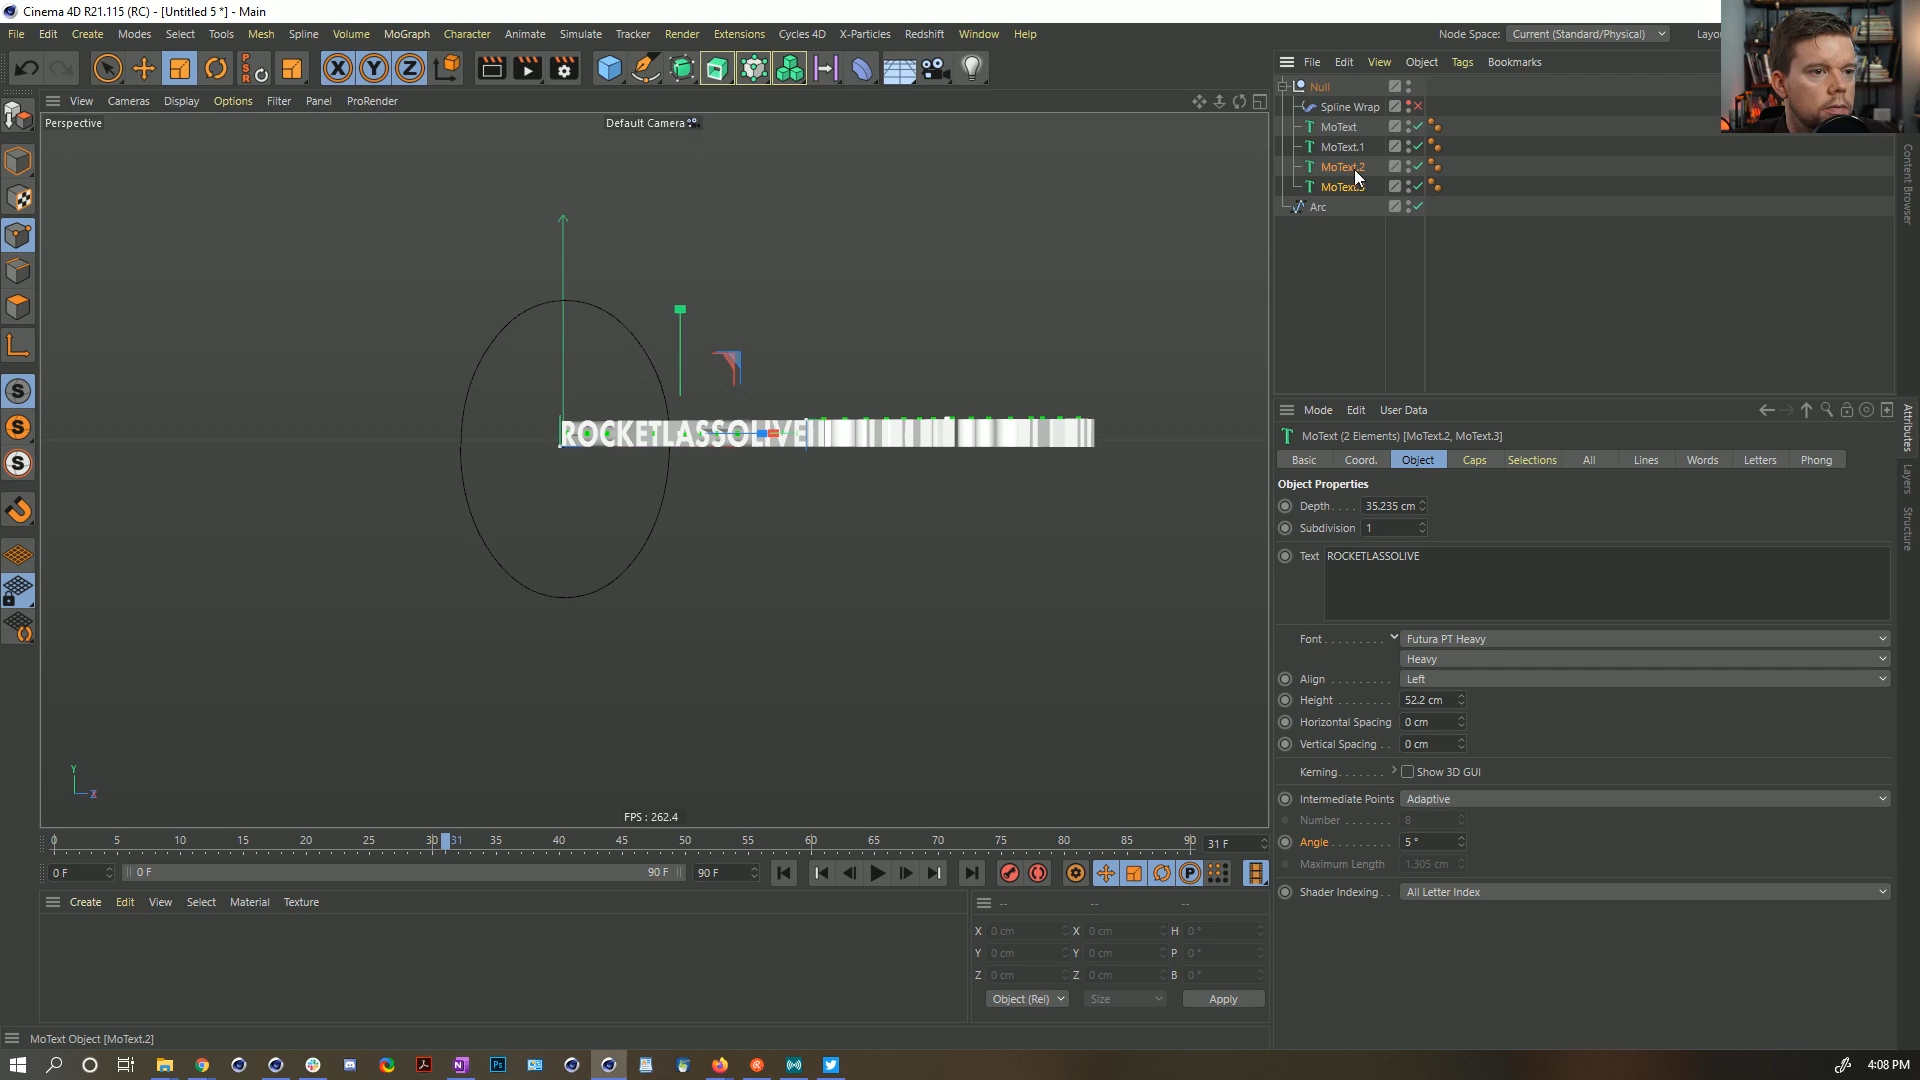 Cinema 4D R21.115 (RC) - [Untitled 5 *] - Main
File Edit Create Modes Select Tools Mesh Spline Volume MoGraph Character Animate Simulate Tracker Render Extensions Cycles 4D X-Particles Redshift Window Help Node Space: Current (Standard/Physical)
File Edit View Object Tags Bookmarks
View Cameras Display Options Filter Panel ProRender
Perspective
Default Camera
Null
Spline Wrap
MoText
MoText.1
MoText.2
Arc
Content Browser
ROCKETLASSOLIVE
Y
Z
FPS : 262.4
Mode Edit User Data
MoText (2 Elements) [MoText.2, MoText.3]
Basic Coord. Object Caps Selections All Lines Words Letters Phong
Object Properties
Depth . . . . 35.235 cm
Subdivision 1
Text ROCKETLASSOLIVE
Font . . . . . . . . . Futura PT Heavy
Heavy
Align . . . . . . . . . Left
Height . . . . . . . . 52.2 cm
Horizontal Spacing 0 cm
Vertical Spacing . . 0 cm
Kerning . . . . . . . Show 3D GUI
Intermediate Points Adaptive
Number . . . . . . . 8
Angle . . . . . . . . . 5 °
Maximum Length 1.305 cm
Shader Indexing . . All Letter Index
Attributes
Layers
Structure
0 5 10 15 20 25 30 31 35 40 45 50 55 60 65 70 75 80 85 90 31 F
0 F 0 F 90 F 90 F
Create Edit View Select Material Texture
-- -- --
X 0 cm X 0 cm H 0 °
Y 0 cm Y 0 cm P 0 °
Z 0 cm Z 0 cm B 0 °
Object (Rel) Size Apply
MoText Object [MoText.2]
4:08 PM